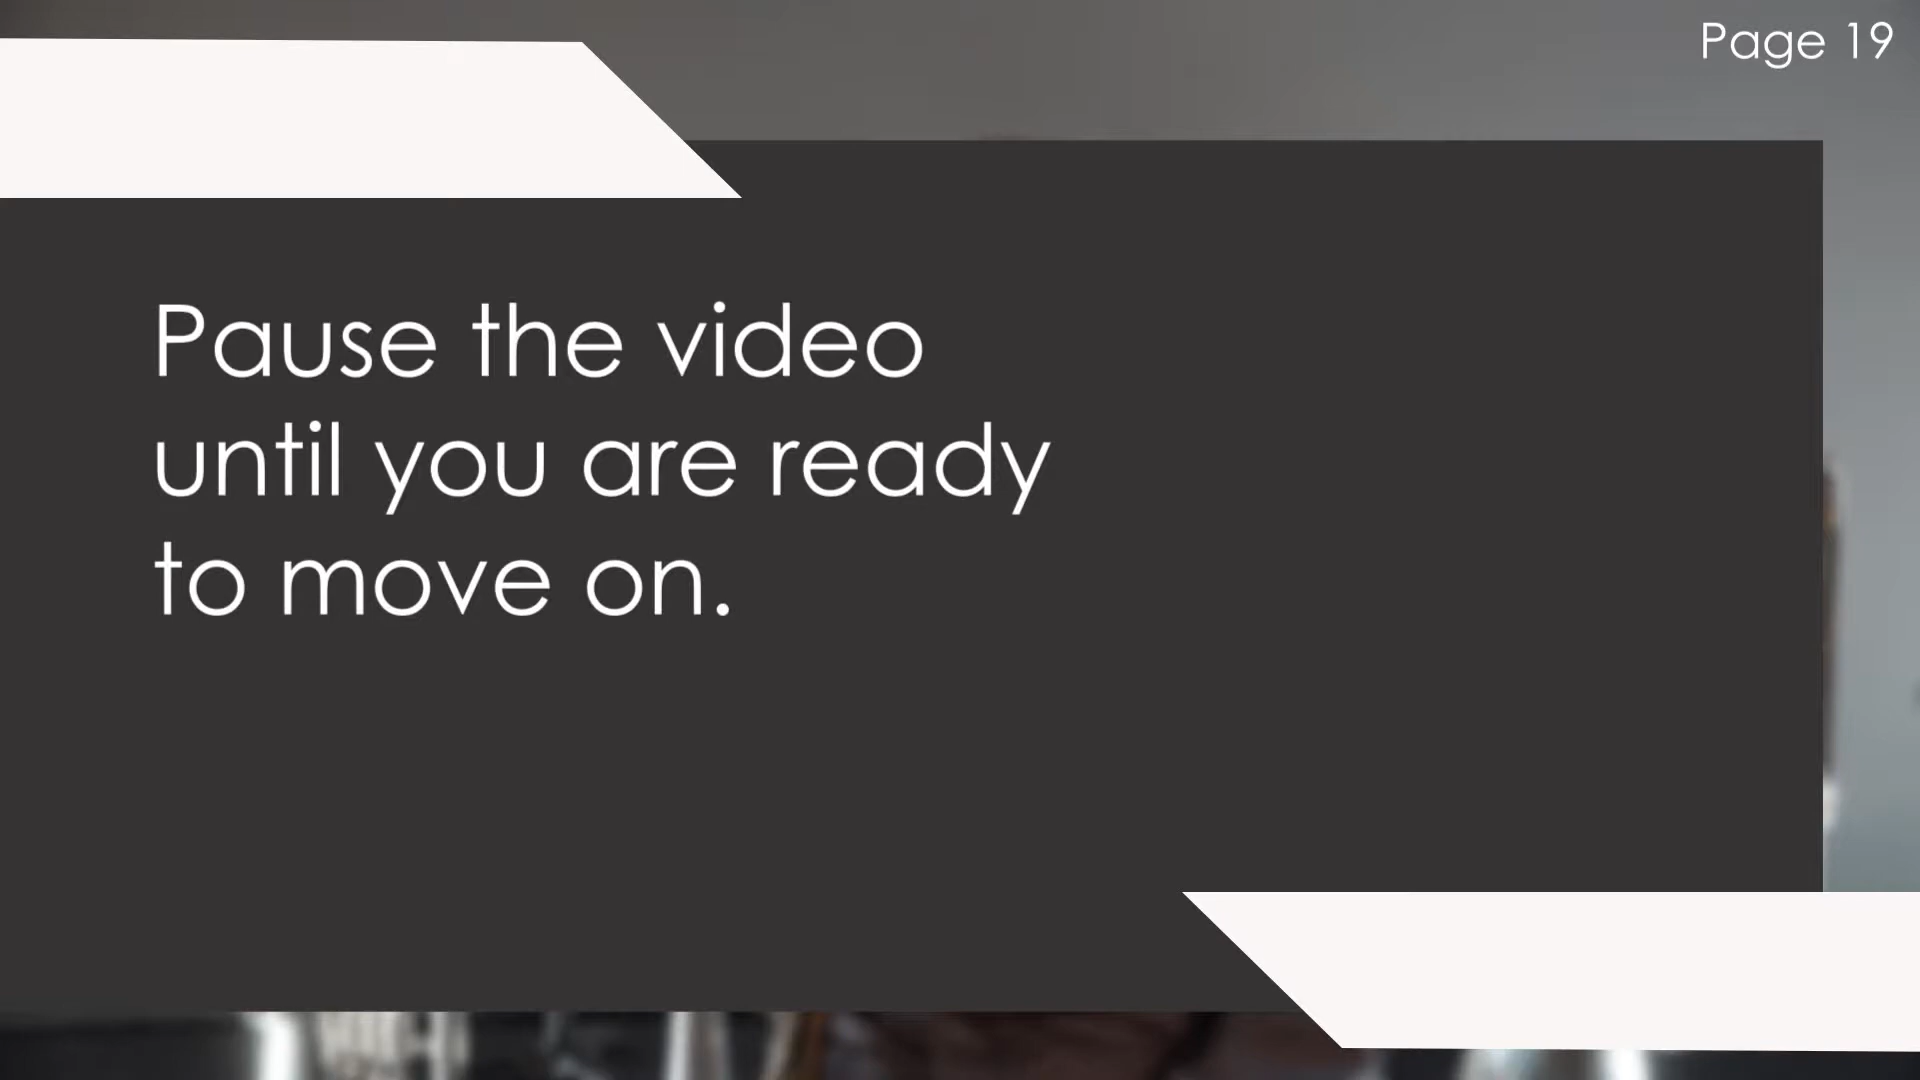 Page 19
Pause the video
until you are ready
to move on.